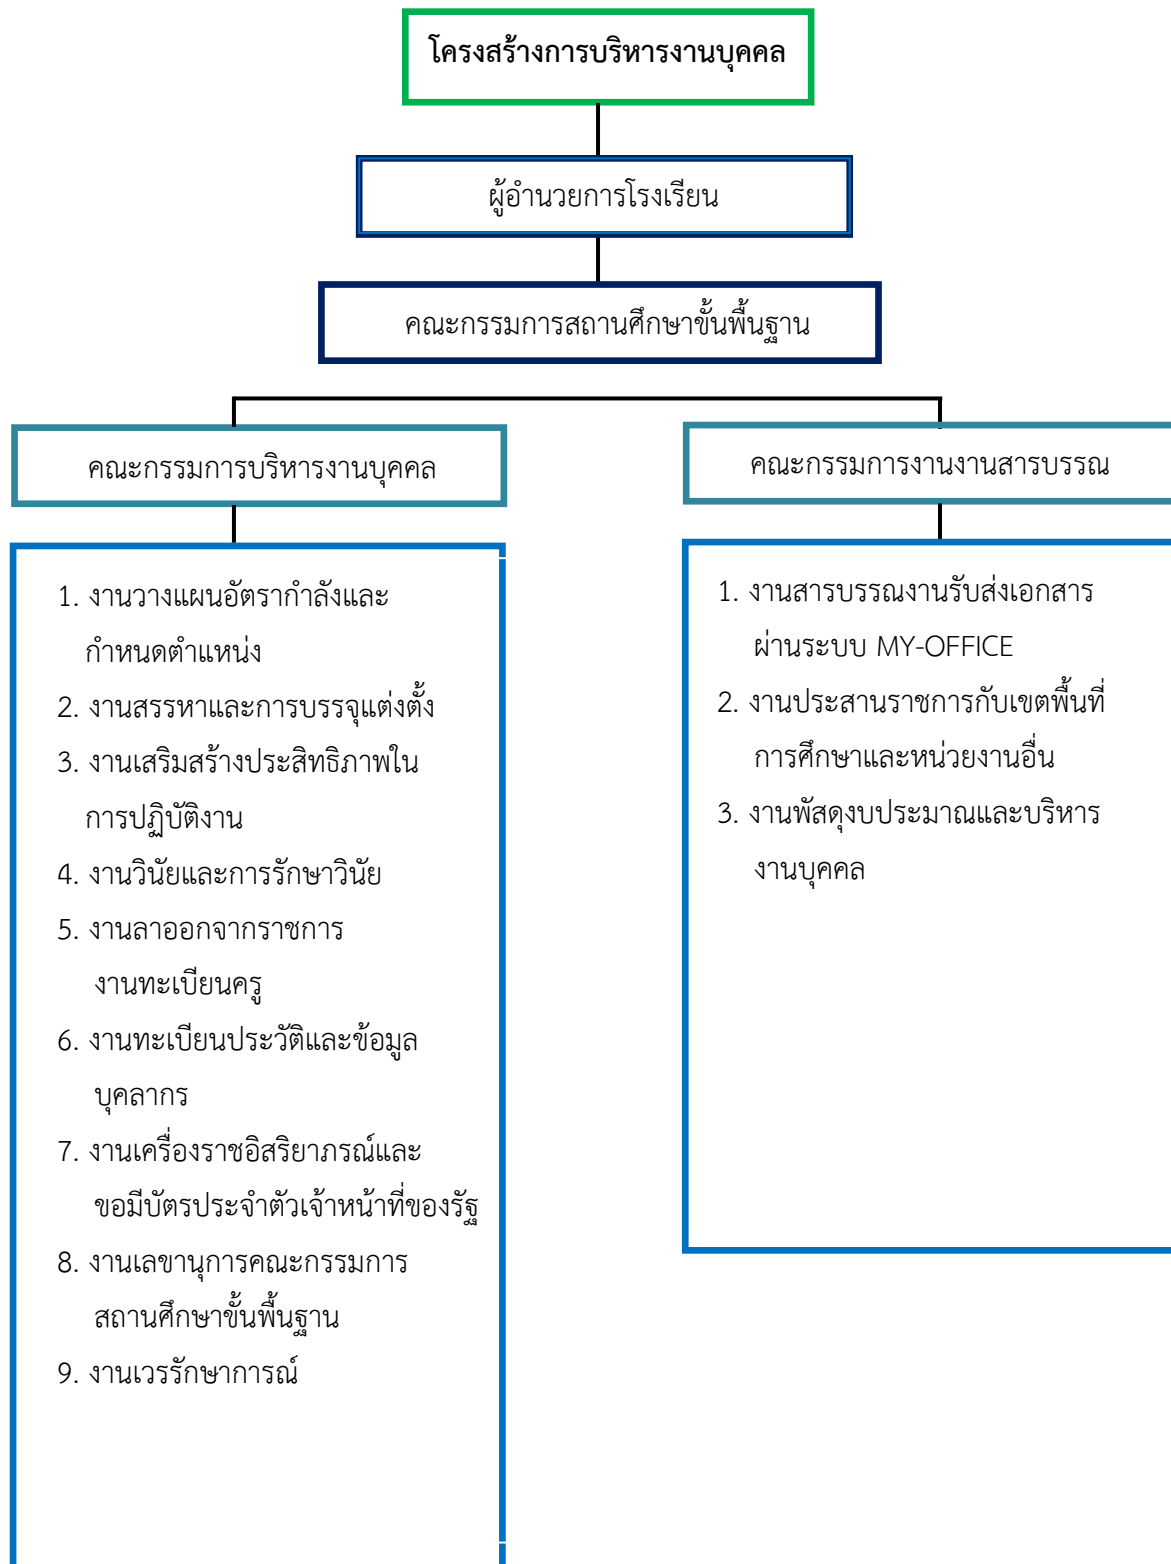 โครงสร้างการบริหารงานบุคคล
ผู้อำนวยการโรงเรียน
คณะกรรมการสถานศึกษาขั้นพื้นฐาน
คณะกรรมการบริหารงานบุคคล
1. งานวางแผนอัตรากำลังและ
กำหนดตำแหน่ง
2. งานสรรหาและการบรรจุแต่งตั้ง
3. งานเสริมสร้างประสิทธิภาพใน
การปฏิบัติงาน
4. งานวินัยและการรักษาวินัย
5. งานลาออกจากราชการ
งานทะเบียนครู
6. งานทะเบียนประวัติและข้อมูล
บุคลากร
7. งานเครื่องราชอิสริยาภรณ์และ
ขอมีบัตรประจำตัวเจ้าหน้าที่ของรัฐ
8. งานเลขานุการคณะกรรมการ
สถานศึกษาขั้นพื้นฐาน
9. งานเวรรักษาการณ์
คณะกรรมการงานงานสารบรรณ
1. งานสารบรรณงานรับส่งเอกสาร
ผ่านระบบ MY-OFFICE
2. งานประสานราชการกับเขตพื้นที่
การศึกษาและหน่วยงานอื่น
3. งานพัสดุงบประมาณและบริหาร
งานบุคคล